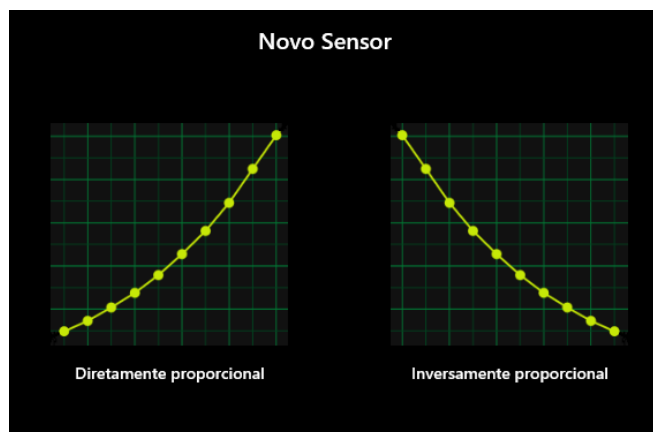 Novo Sensor
Diretamente proporcional
Inversamente proporcional